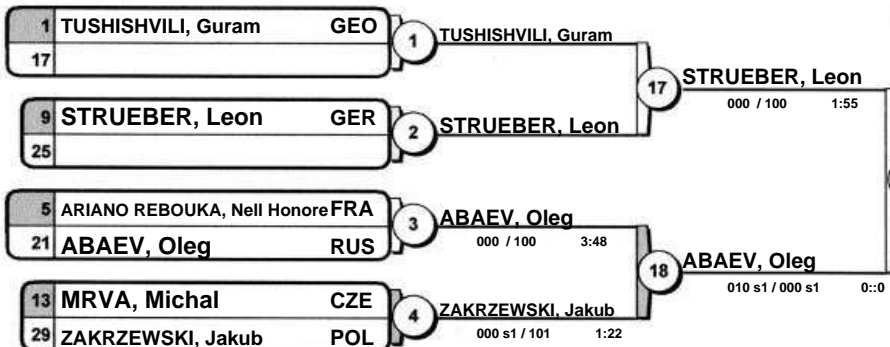 1 TUSHISHVILI, Guram GEO
17
1
TUSHISHVILI, Guram
9 STRUEBER, Leon GER
25
2
STRUEBER, Leon
17
STRUEBER, Leon
000 / 100 1:55
5 ARIANO REBOUKA, Nell Honore FRA
21 ABAEV, Oleg RUS
3
ABAEV, Oleg
000 / 100 3:48
13 MRVA, Michal CZE
29 ZAKRZEWSKI, Jakub POL
4
ZAKRZEWSKI, Jakub
000 s1 / 101 1:22
18
ABAEV, Oleg
010 s1 / 000 s1 0::0